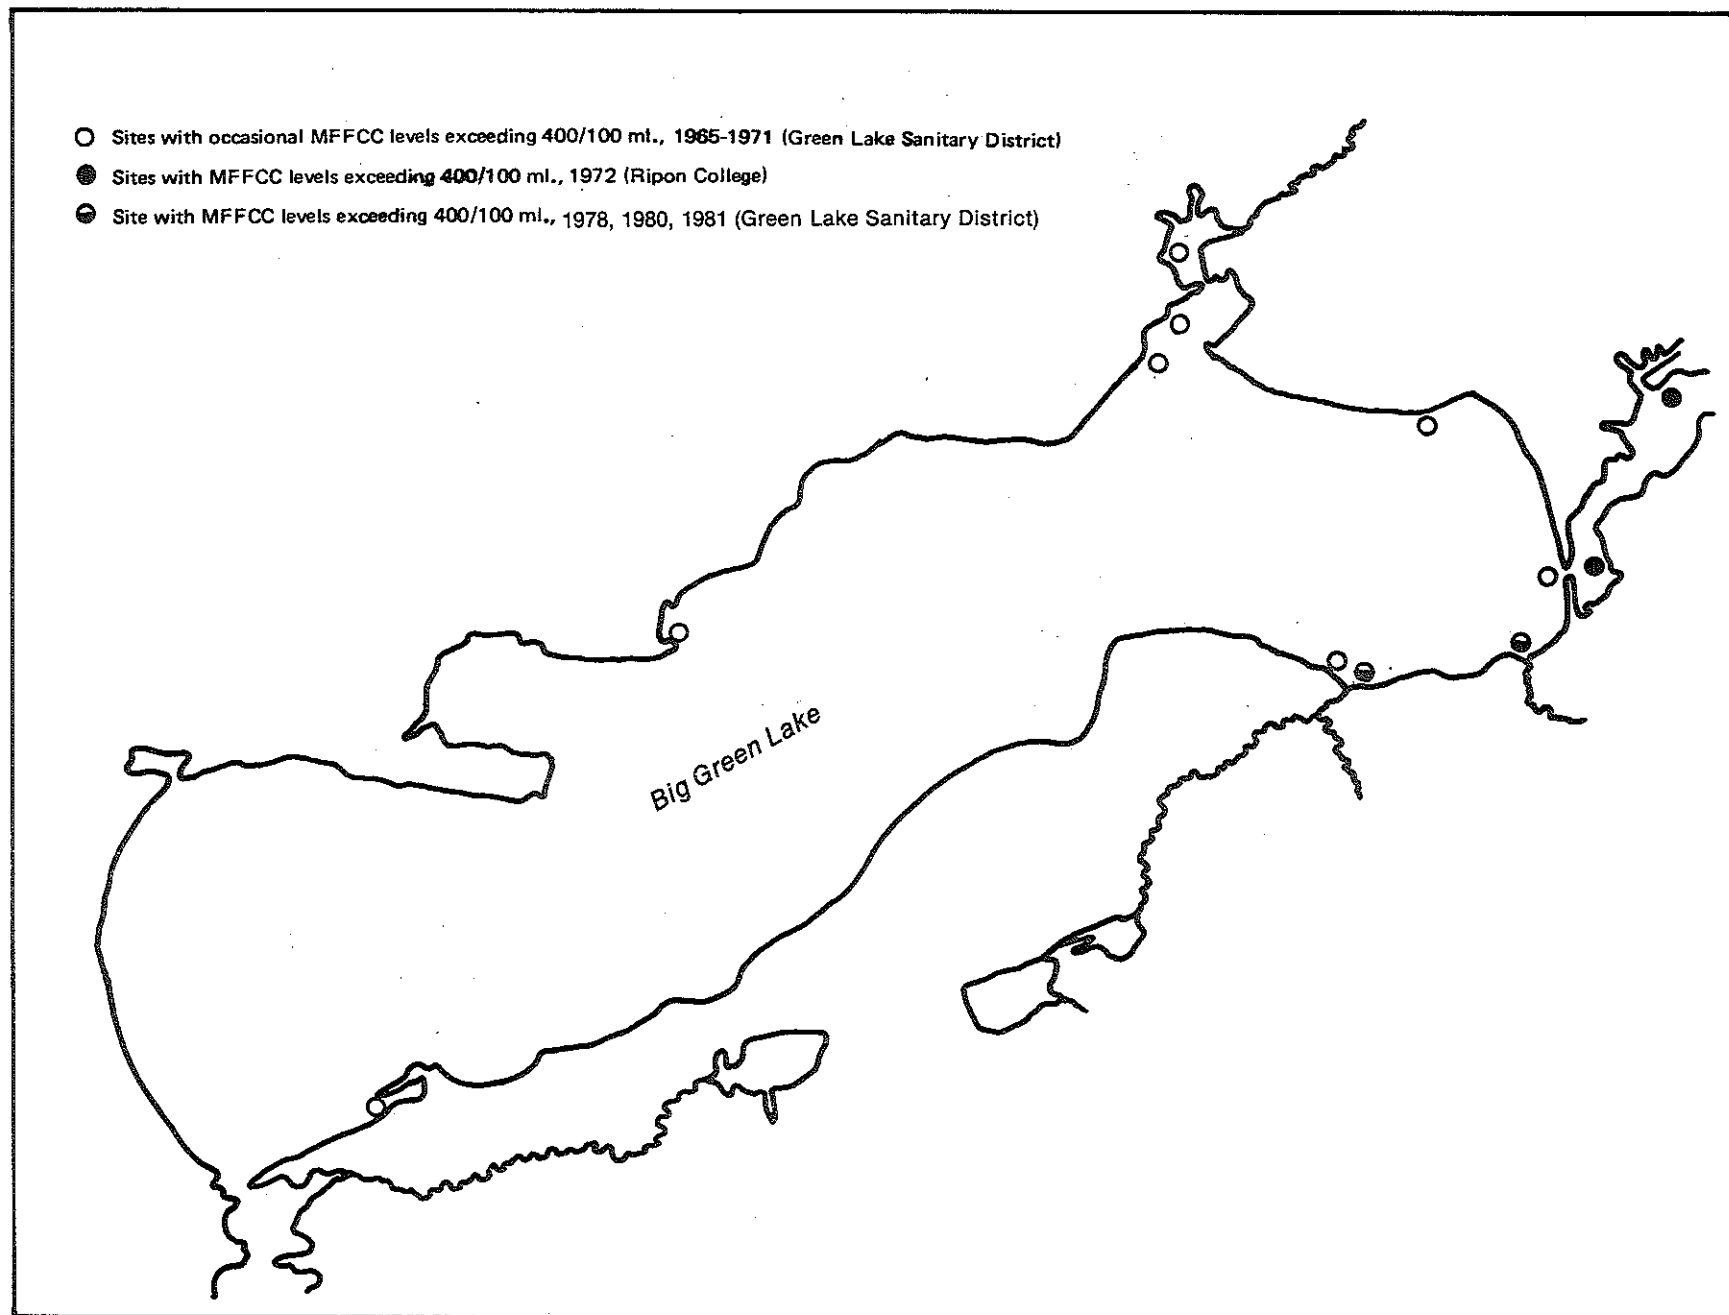 Sites with occasional MFFCC levels exceeding 400/100 ml., 1965-1971 (Green Lake Sanitary District)
Sites with MFFCC levels exceeding 400/100 ml., 1972 (Ripon College)
Site with MFFCC levels exceeding 400/100 ml., 1978, 1980, 1981 (Green Lake Sanitary District)
Big Green Lake